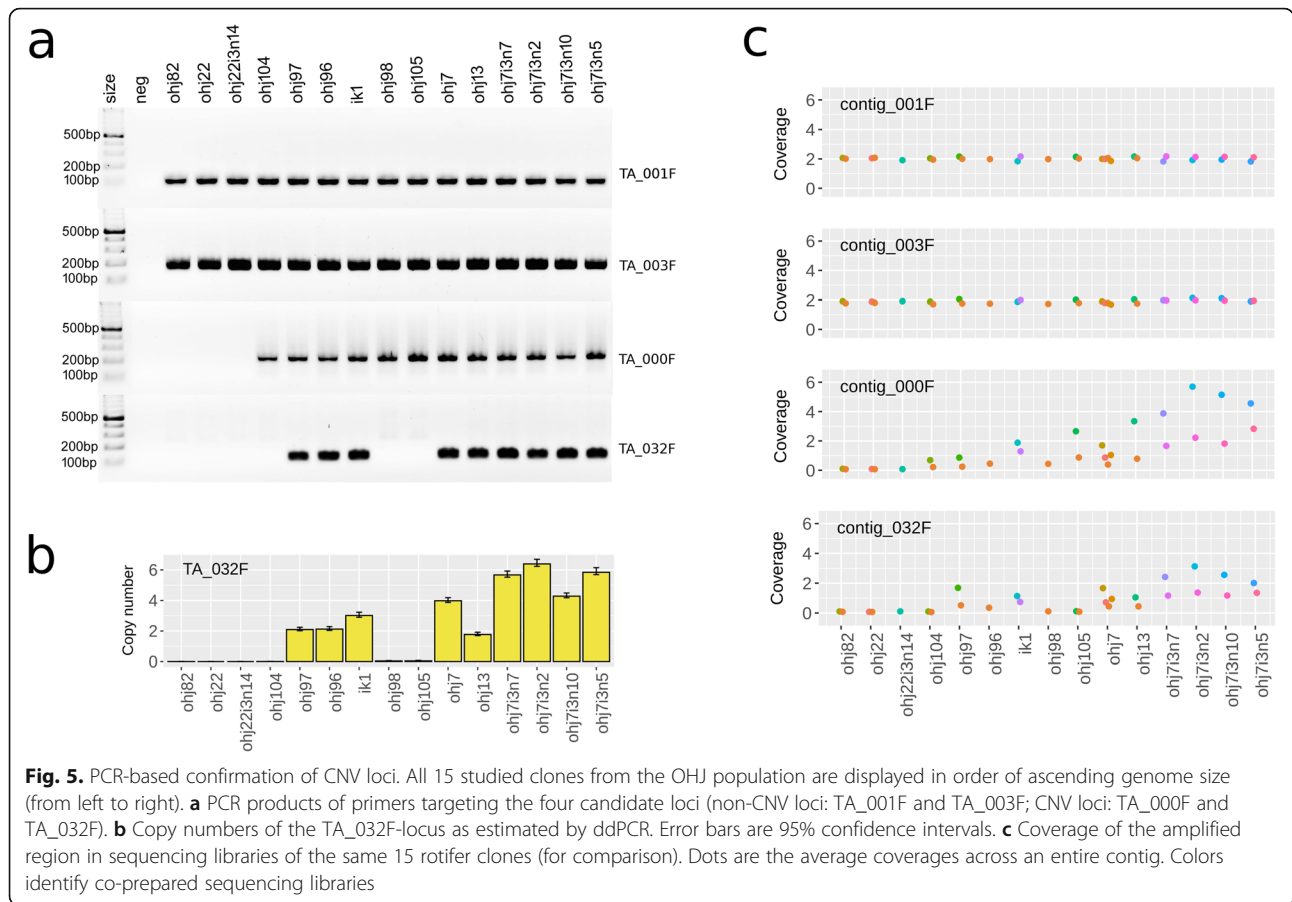 a
size neg ohj82 ohj22 ohj22i3n14 ohj104 ohj97 ohj96 ik1 ohj98 ohj105 ohj7 ohj13 ohj7i3n7 ohj7i3n2 ohj7i3n10 ohj7i3n5
500bp
200bp
100bp
TA_001F
500bp
200bp
100bp
TA_003F
500bp
200bp
100bp
TA_000F
500bp
200bp
100bp
TA_032F
b
TA_032F
Copy number
6
4
2
0
ohj82 ohj22 ohj22i3n14 ohj104 ohj97 ohj96 ik1 ohj98 ohj105 ohj7 ohj13 ohj7i3n7 ohj7i3n2 ohj7i3n10 ohj7i3n5
c
contig_001F
Coverage
6
4
2
0
contig_003F
Coverage
6
4
2
0
contig_000F
Coverage
6
4
2
0
contig_032F
Coverage
6
4
2
0
ohj82 ohj22 ohj22i3n14 ohj104 ohj97 ohj96 ik1 ohj98 ohj105 ohj7 ohj13 ohj7i3n7 ohj7i3n2 ohj7i3n10 ohj7i3n5
Fig. 5. PCR-based confirmation of CNV loci. All 15 studied clones from the OHJ population are displayed in order of ascending genome size
(from left to right). a PCR products of primers targeting the four candidate loci (non-CNV loci: TA_001F and TA_003F; CNV loci: TA_000F and
TA_032F). b Copy numbers of the TA_032F-locus as estimated by ddPCR. Error bars are 95% confidence intervals. c Coverage of the amplified
region in sequencing libraries of the same 15 rotifer clones (for comparison). Dots are the average coverages across an entire contig. Colors
identify co-prepared sequencing libraries